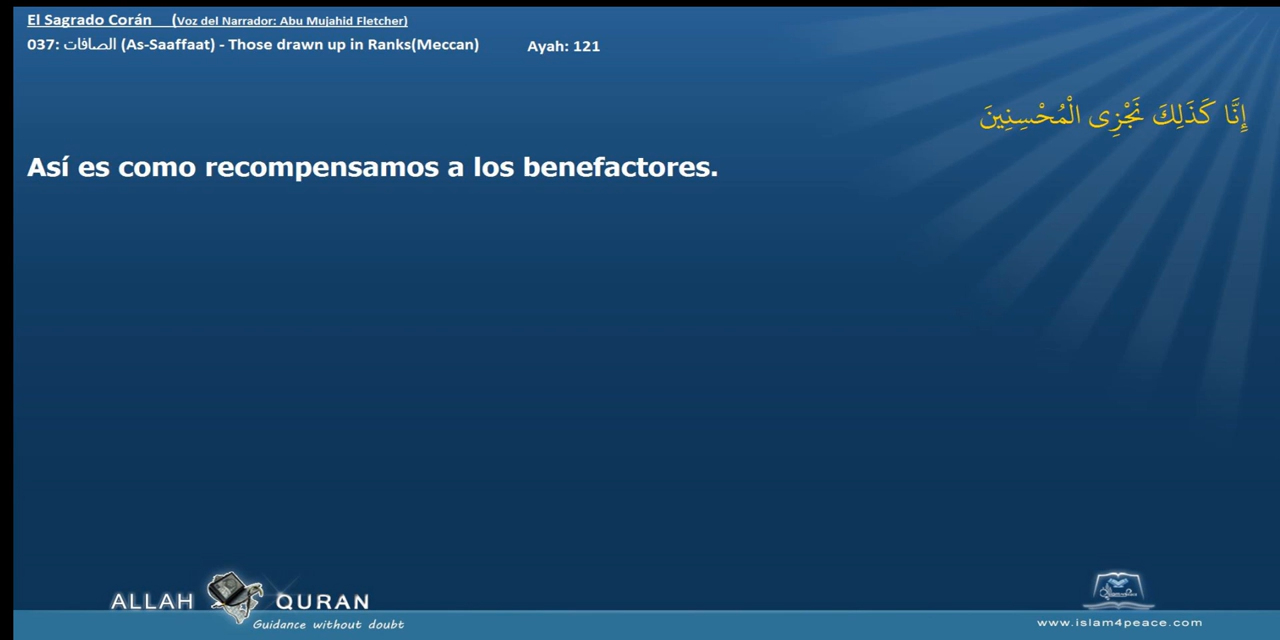 El Sagrado Corán (Voz del Narrador: Abu Mujahid Fletcher)
037: الصافات (As-Saaffaat) - Those drawn up in Ranks(Meccan) Ayah: 121
إِنَّا كَذَلِكَ نَجْزِى الْمُحْسِنِينَ
Así es como recompensamos a los benefactores.
ALLAH QURAN
Guidance without doubt
www.islam4peace.com